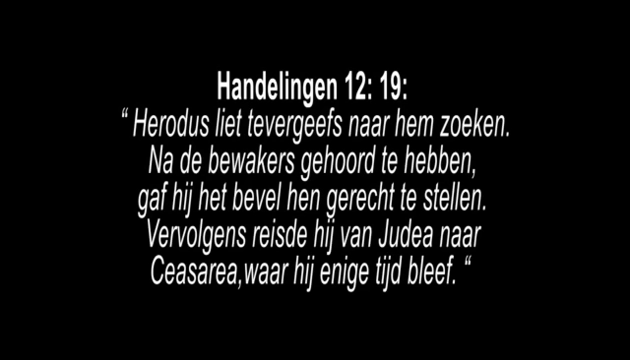 Handelingen 12: 19:
“ Herodus liet tevergeefs naar hem zoeken.
Na de bewakers gehoord te hebben,
gaf hij het bevel hen gerecht te stellen.
Vervolgens reisde hij van Judea naar
Ceasarea,waar hij enige tijd bleef. “